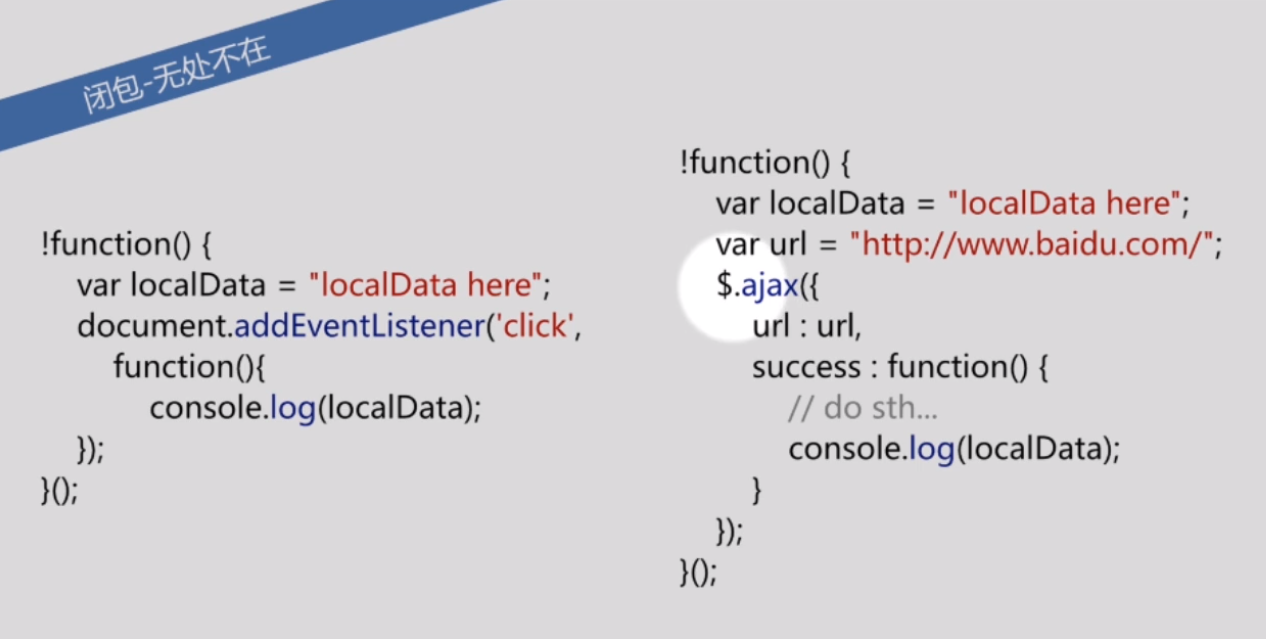 闭包-无处不在
!function() {
var localData = "localData here";
document.addEventListener('click',
function(){
console.log(localData);
});
}();
!function() {
var localData = "localData here";
var url = "http://www.baidu.com/";
$.ajax({
url : url,
success : function() {
// do sth...
console.log(localData);
}
});
}();